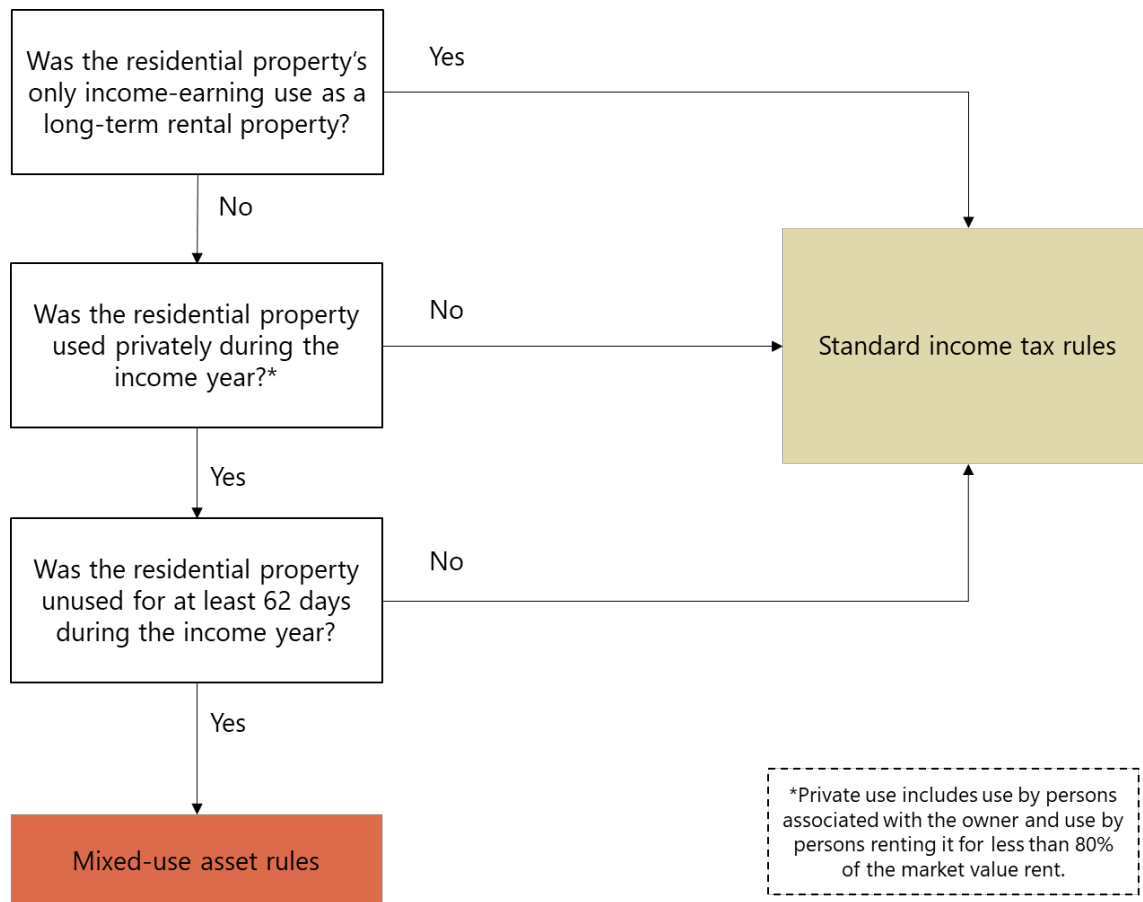 Was the residential property's
only income-earning use as a
long-term rental property?
Yes
No
Was the residential property
used privately during the
income year?*
No
Standard income tax rules
Yes
Was the residential property
unused for at least 62 days
during the income year?
No
Yes
Mixed-use asset rules
*Private use includes use by persons
associated with the owner and use by
persons renting it for less than 80%
of the market value rent.